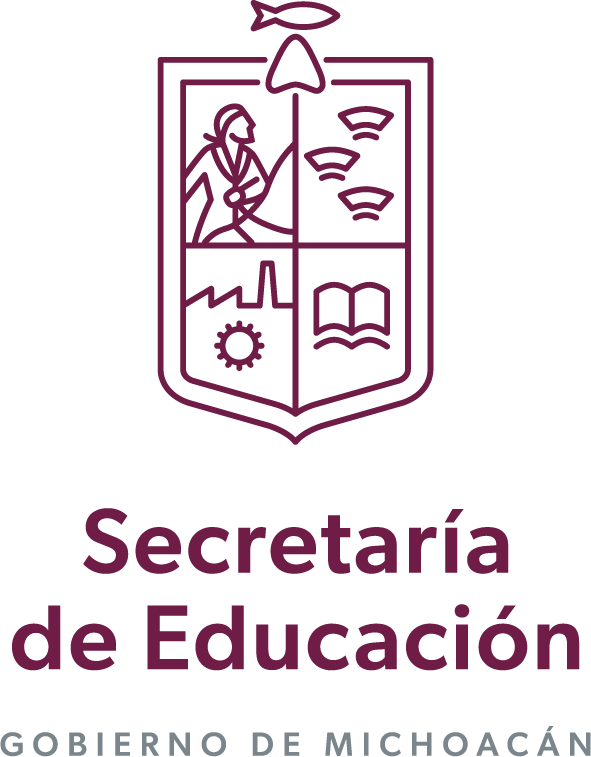 Secretaría
de Educación
GOBIERNO DE MICHOACÁN